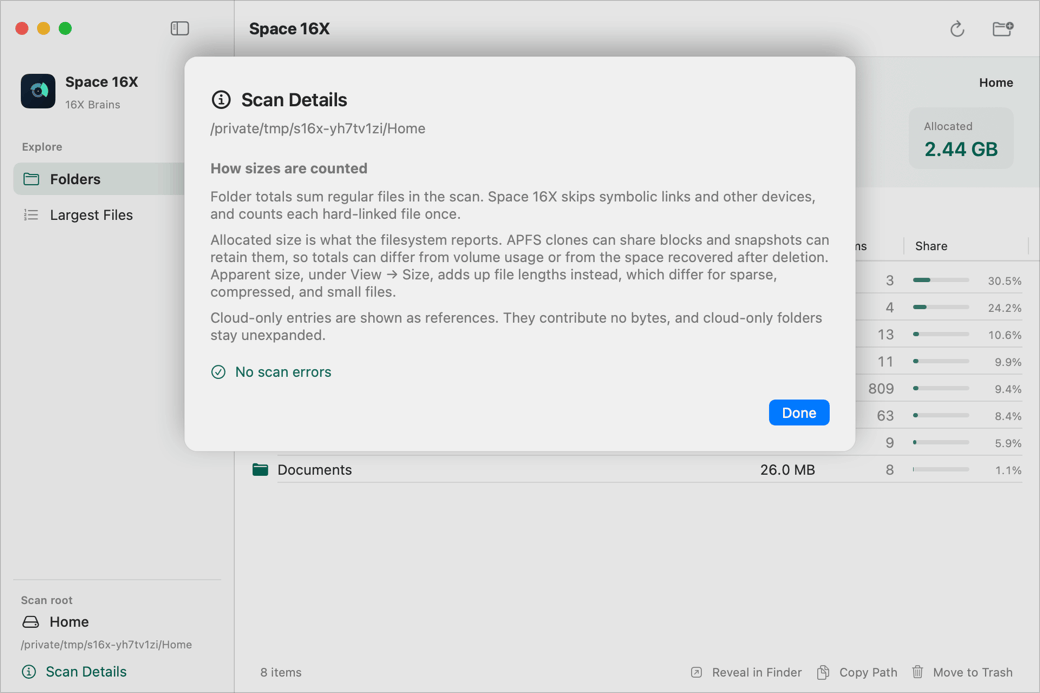 Space 16X
Space 16X
16X Brains
Explore
Folders
Largest Files
Scan Details
/private/tmp/s16x-yh7tv1zi/Home
How sizes are counted
Folder totals sum regular files in the scan. Space 16X skips symbolic links and other devices,
and counts each hard-linked file once.
Allocated size is what the filesystem reports. APFS clones can share blocks and snapshots can
retain them, so totals can differ from volume usage or from the space recovered after deletion.
Apparent size, under View → Size, adds up file lengths instead, which differ for sparse,
compressed, and small files.
Cloud-only entries are shown as references. They contribute no bytes, and cloud-only folders
stay unexpanded.
No scan errors
Done
Home
Allocated
2.44 GB
ms Share
3 30.5%
4 24.2%
13 10.6%
11 9.9%
809 9.4%
63 8.4%
9 5.9%
Documents 26.0 MB 8 1.1%
Scan root
Home
/private/tmp/s16x-yh7tv1zi/Home
Scan Details
8 items
Reveal in Finder Copy Path Move to Trash